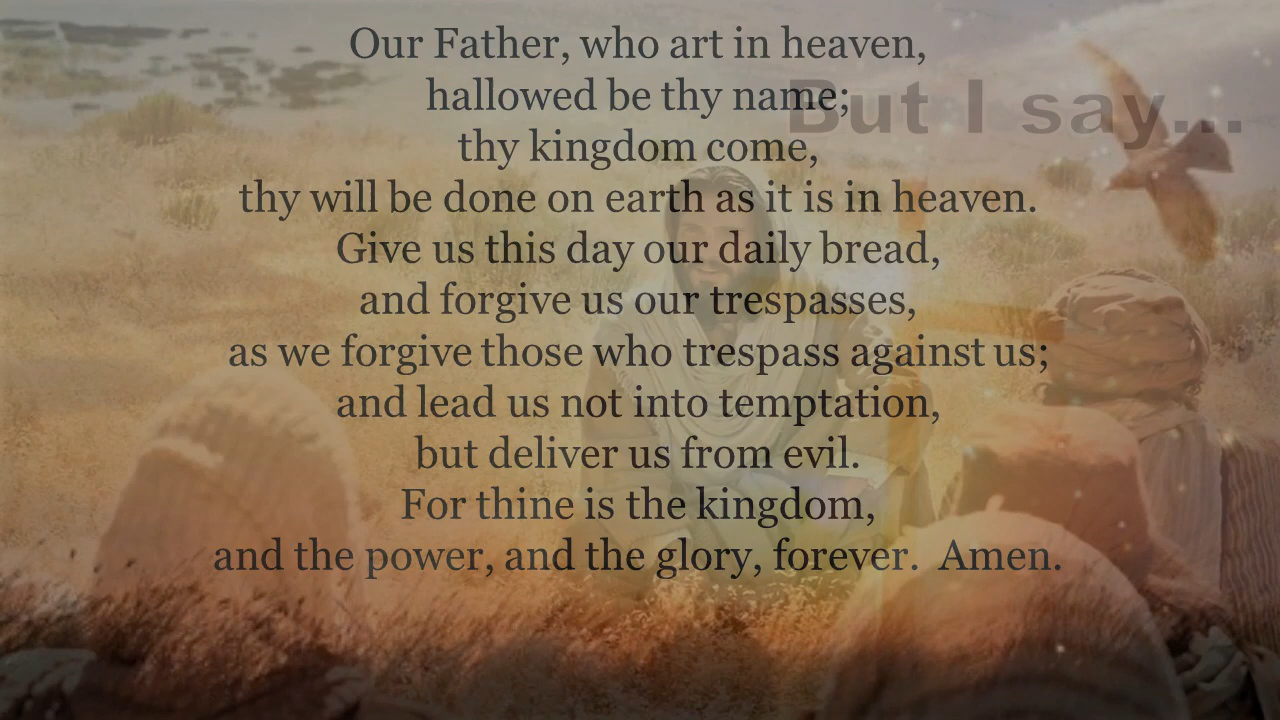 Our Father, who art in heaven,
hallowed be thy name;
But I say...
thy kingdom come,
thy will be done on earth as it is in heaven.
Give us this day our daily bread,
and forgive us our trespasses,
as we forgive those who trespass against us;
and lead us not into temptation,
but deliver us from evil.
For thine is the kingdom,
and the power, and the glory, forever.  Amen.